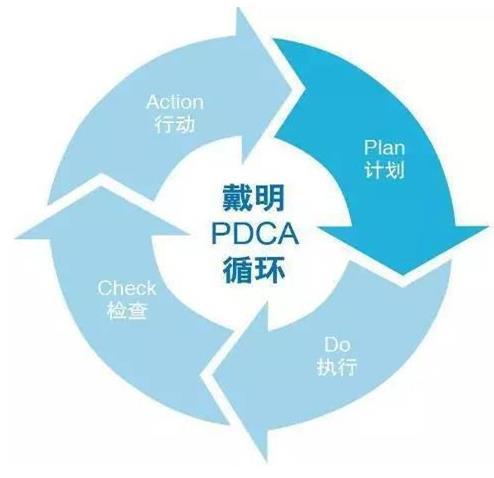 戴明
PDCA
循环
Plan
计划
Do
执行
Check
检查
Action
行动